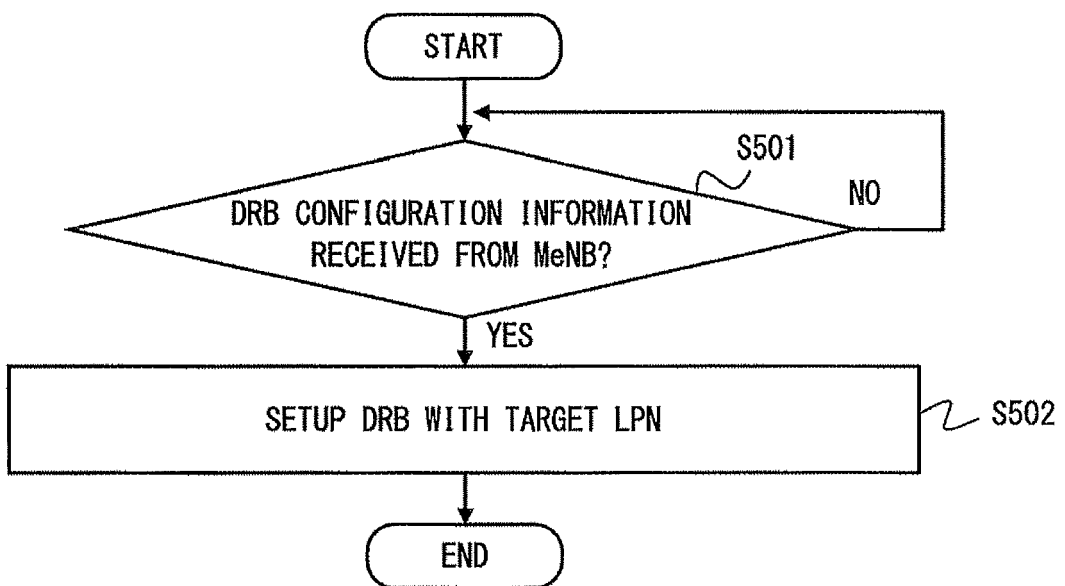 START
S501
NO
DRB CONFIGURATION INFORMATION
RECEIVED FROM MeNB?
YES
SETUP DRB WITH TARGET LPN
S502
END